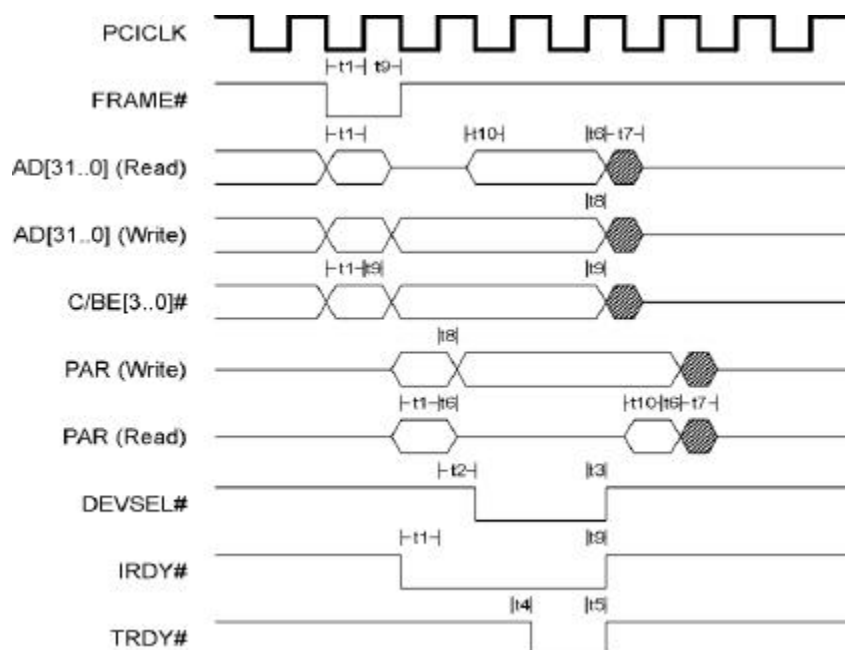 PCICLK
t1 t9
FRAME#
t1 t10 t6 t7
AD[31..0] (Read)
t8
AD[31..0] (Write)
t1 t9 t9
C/BE[3..0]#
t8
PAR (Write)
t1 t6 t10 t6 t7
PAR (Read)
t2 t3
DEVSEL#
t1 t9
IRDY#
t4 t5
TRDY#